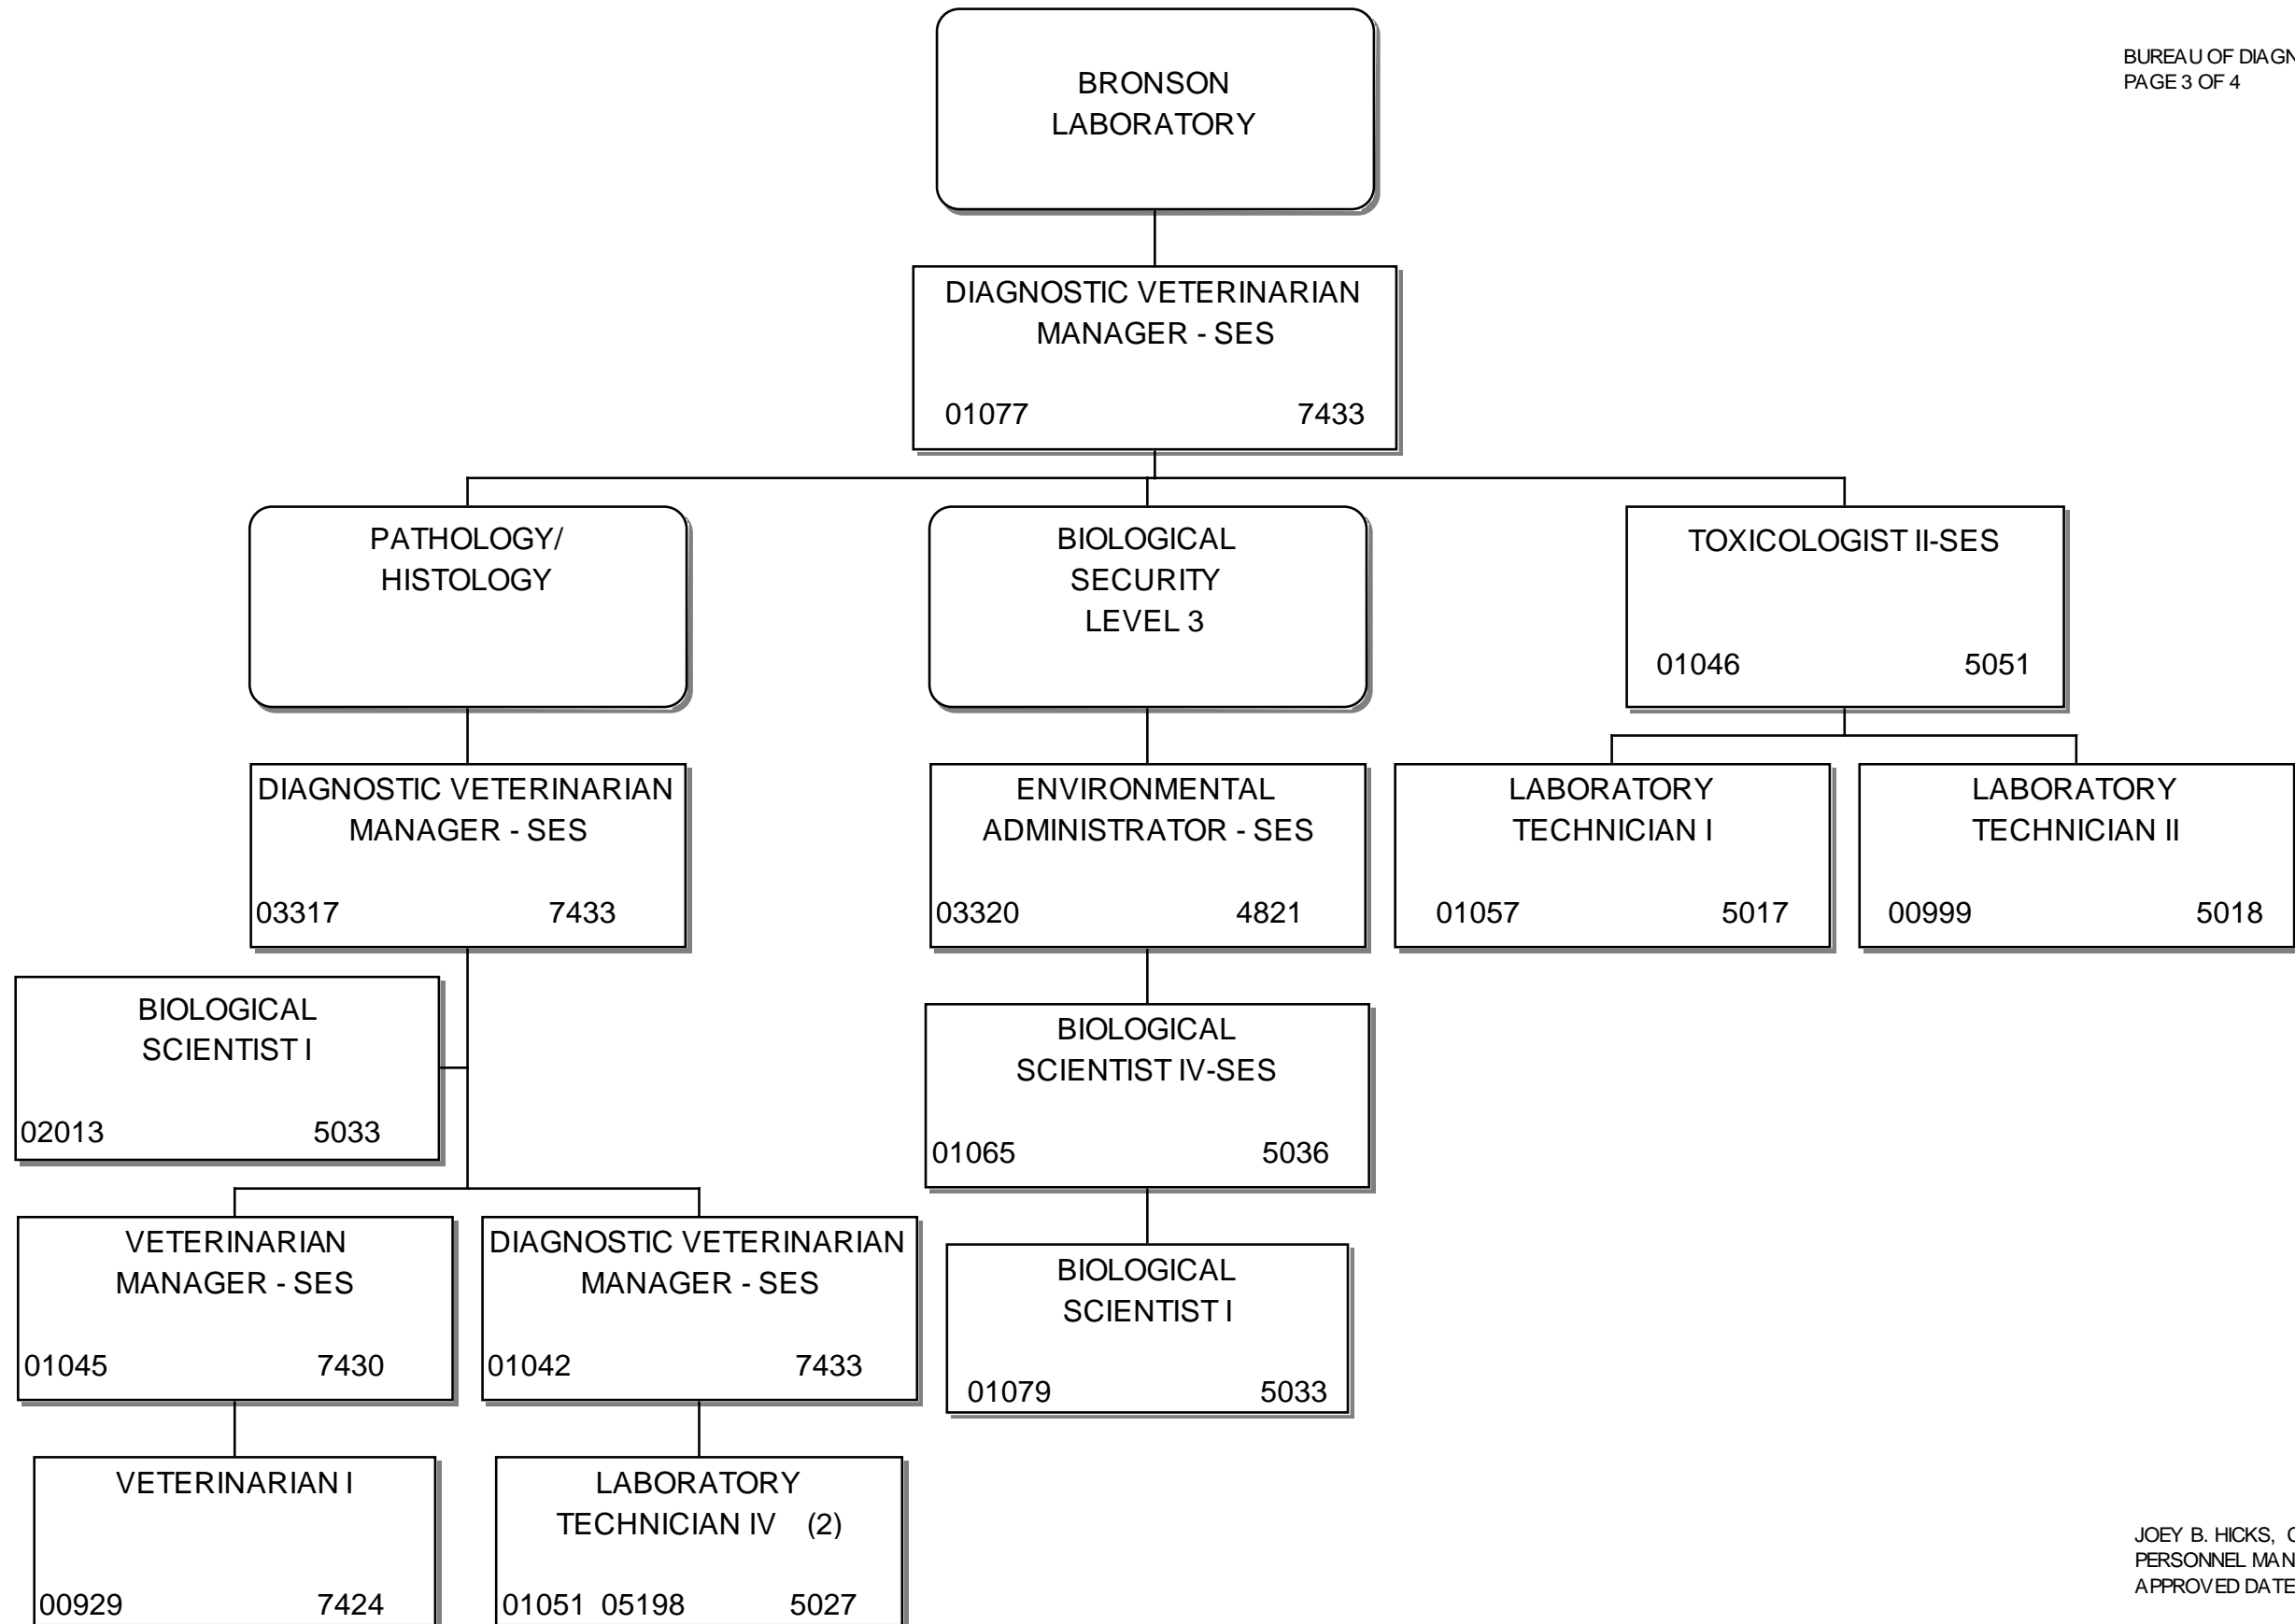 BUREAU OF DIAGN
PAGE 3 OF 4
BRONSON
LABORATORY
DIAGNOSTIC VETERINARIAN
MANAGER - SES
01077 7433
PATHOLOGY/
HISTOLOGY
BIOLOGICAL
SECURITY
LEVEL 3
TOXICOLOGIST II-SES
01046 5051
DIAGNOSTIC VETERINARIAN
MANAGER - SES
03317 7433
ENVIRONMENTAL
ADMINISTRATOR - SES
03320 4821
LABORATORY
TECHNICIAN I
01057 5017
LABORATORY
TECHNICIAN II
00999 5018
BIOLOGICAL
SCIENTIST I
02013 5033
BIOLOGICAL
SCIENTIST IV-SES
01065 5036
VETERINARIAN
MANAGER - SES
01045 7430
DIAGNOSTIC VETERINARIAN
MANAGER - SES
01042 7433
BIOLOGICAL
SCIENTIST I
01079 5033
VETERINARIAN I
00929 7424
LABORATORY
TECHNICIAN IV (2)
01051 05198 5027
JOEY B. HICKS, C
PERSONNEL MAN
APPROVED DATE